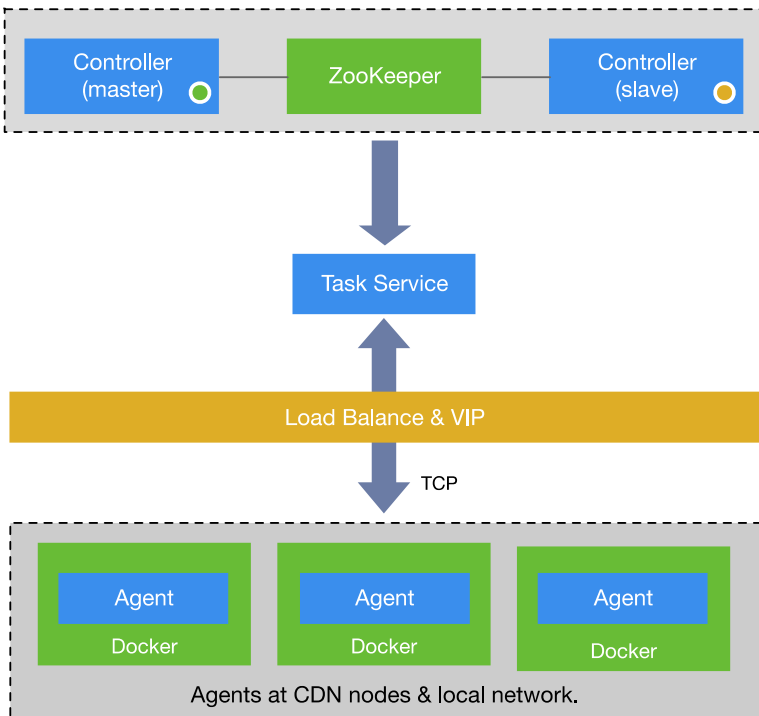 Controller
(master)
ZooKeeper
Controller
(slave)
Task Service
Load Balance & VIP
TCP
Agent
Docker
Agent
Docker
Agent
Docker
Agents at CDN nodes & local network.